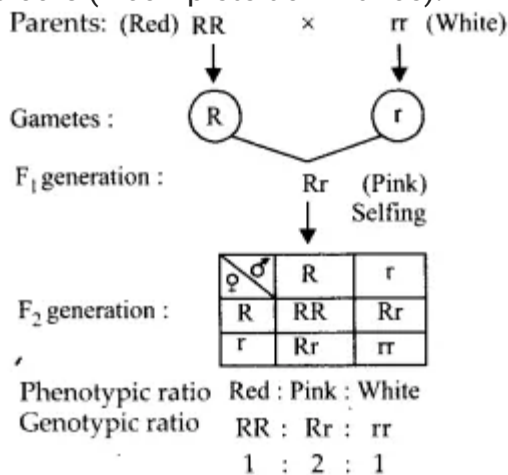 Parents: (Red) RR × rr (White)
Gametes : R r
F₁ generation : Rr (Pink)
Selfing
♀ ♂ R r
F₂ generation : R RR Rr
r Rr rr
Phenotypic ratio Red : Pink : White
Genotypic ratio RR : Rr : rr
1 : 2 : 1